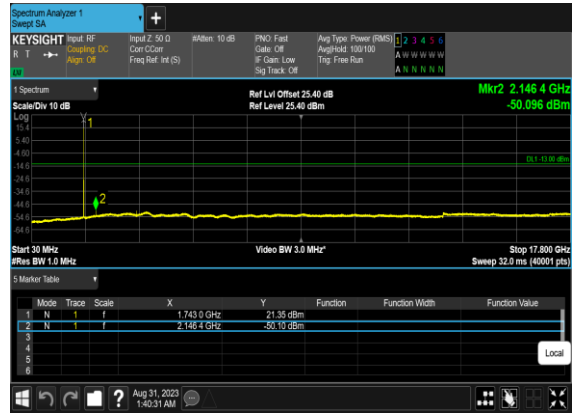 Spectrum Analyzer 1
Swept SA
+
KEYSIGHT Input: RF Input Z: 50 Ω #Atten: 10 dB PNO: Fast Avg Type: Power (RMS) 1 2 3 4 5 6
R T Coupling: DC Corr CCorr Gate: Off Avg|Hold: 100/100 A W W W W W
Align: Off Freq Ref: Int (S) IF Gain: Low Trig: Free Run
LW Sig Track: Off A N N N N N
1 Spectrum Ref Lvl Offset 25.40 dB Mkr2 2.146 4 GHz
Scale/Div 10 dB Ref Level 25.40 dBm -50.096 dBm
Log
15.4
1
5.40
-4.60
DL1 -13.00 dBm
-14.6
-24.6
-34.6
-44.6
2
-54.6
-64.6
Start 30 MHz Video BW 3.0 MHz* Stop 17.800 GHz
#Res BW 1.0 MHz Sweep 32.0 ms (40001 pts)
5 Marker Table
Mode Trace Scale X Y Function Function Width Function Value
1 N 1 f 1.743 0 GHz 21.35 dBm
2 N 1 f 2.146 4 GHz -50.10 dBm
3
4
5
6
Local
? Aug 31, 2023
1:40:31 AM